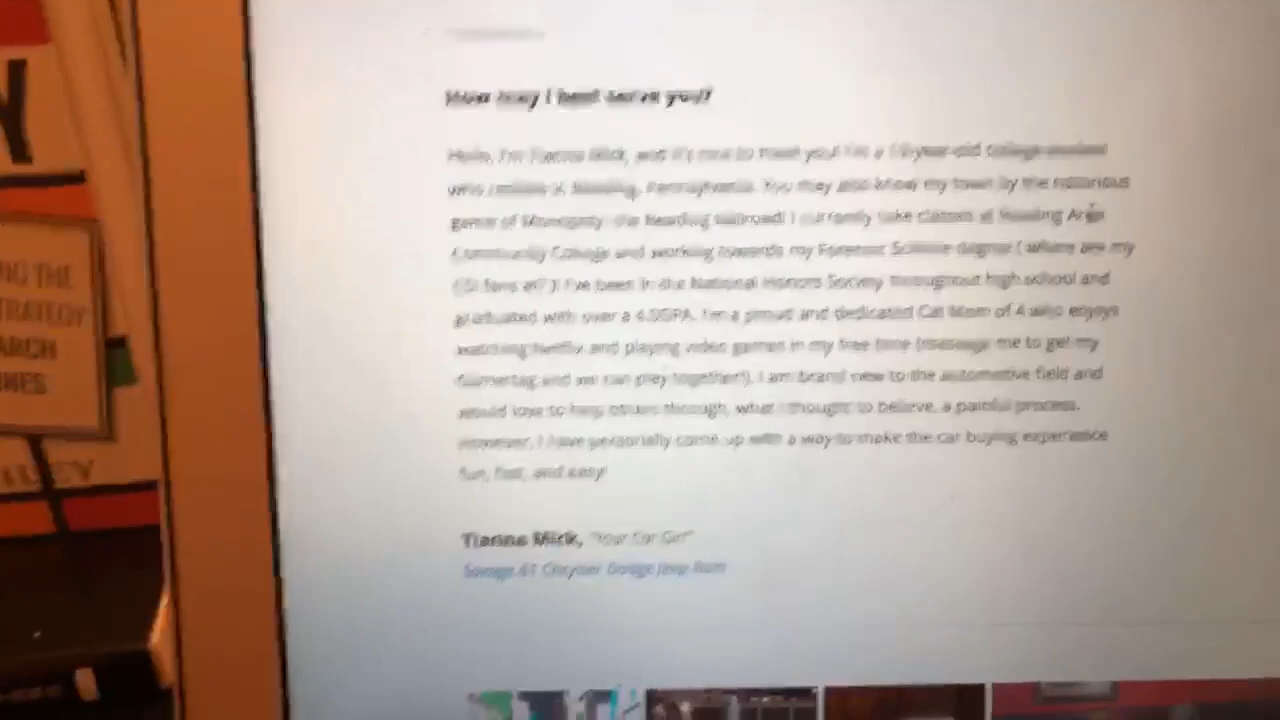 Y
NG THE
TRATEGY
ARCH
INES
How may I best serve you?
Hello, I'm Tianna Mick, and it's nice to meet you! I'm a year-old college student
who resides in Reading, Pennsylvania. You may also know my town by the notorious
game of Monopoly: the Reading Railroad! I currently take classes at Reading Area
Community College and working towards my Forensic Science degree ( where are my
CSI fans at? ). I've been in the National Honors Society throughout high school and
graduated with over a 4.0GPA. I'm a proud and dedicated Cat Mom of 4 who enjoys
watching Netflix and playing video games in my free time (message me to get my
Gamertag and we can play together!). I am brand new to the automotive field and
would love to help others through, what I thought to believe, a painful process.
However, I have personally come up with a way to make the car buying experience
fun, fast, and easy!
Tianna Mick, "Your Car Girl"
Savage 61 Chrysler Dodge Jeep Ram